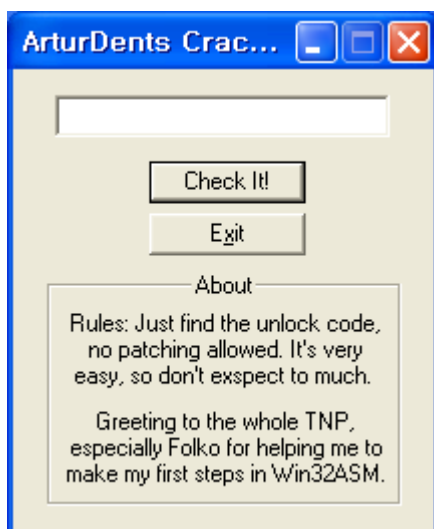 ArturDents Crac...
Check It!
Exit
About
Rules: Just find the unlock code,
no patching allowed. It's very
easy, so don't exspect to much.
Greeting to the whole TNP,
especially Folko for helping me to
make my first steps in Win32ASM.